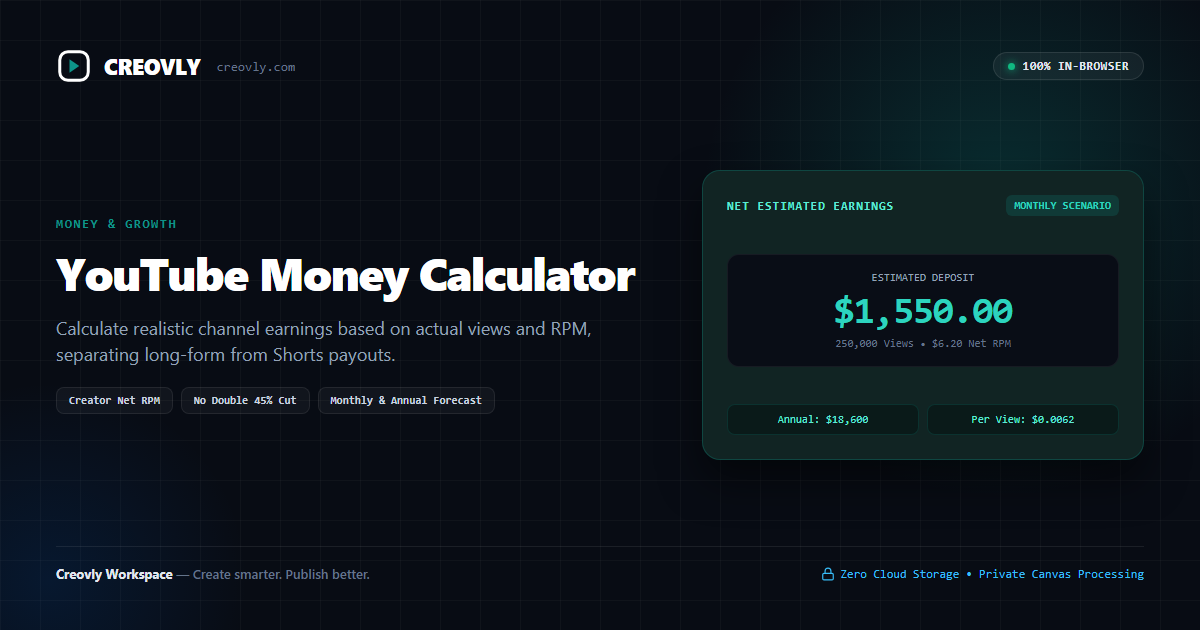 CREOVLY creovly.com
100% IN-BROWSER
MONEY & GROWTH
YouTube Money Calculator
Calculate realistic channel earnings based on actual views and RPM,
separating long-form from Shorts payouts.
Creator Net RPM
No Double 45% Cut
Monthly & Annual Forecast
NET ESTIMATED EARNINGS
MONTHLY SCENARIO
ESTIMATED DEPOSIT
$1,550.00
250,000 Views • $6.20 Net RPM
Annual: $18,600
Per View: $0.0062
Creovly Workspace — Create smarter. Publish better.
Zero Cloud Storage • Private Canvas Processing